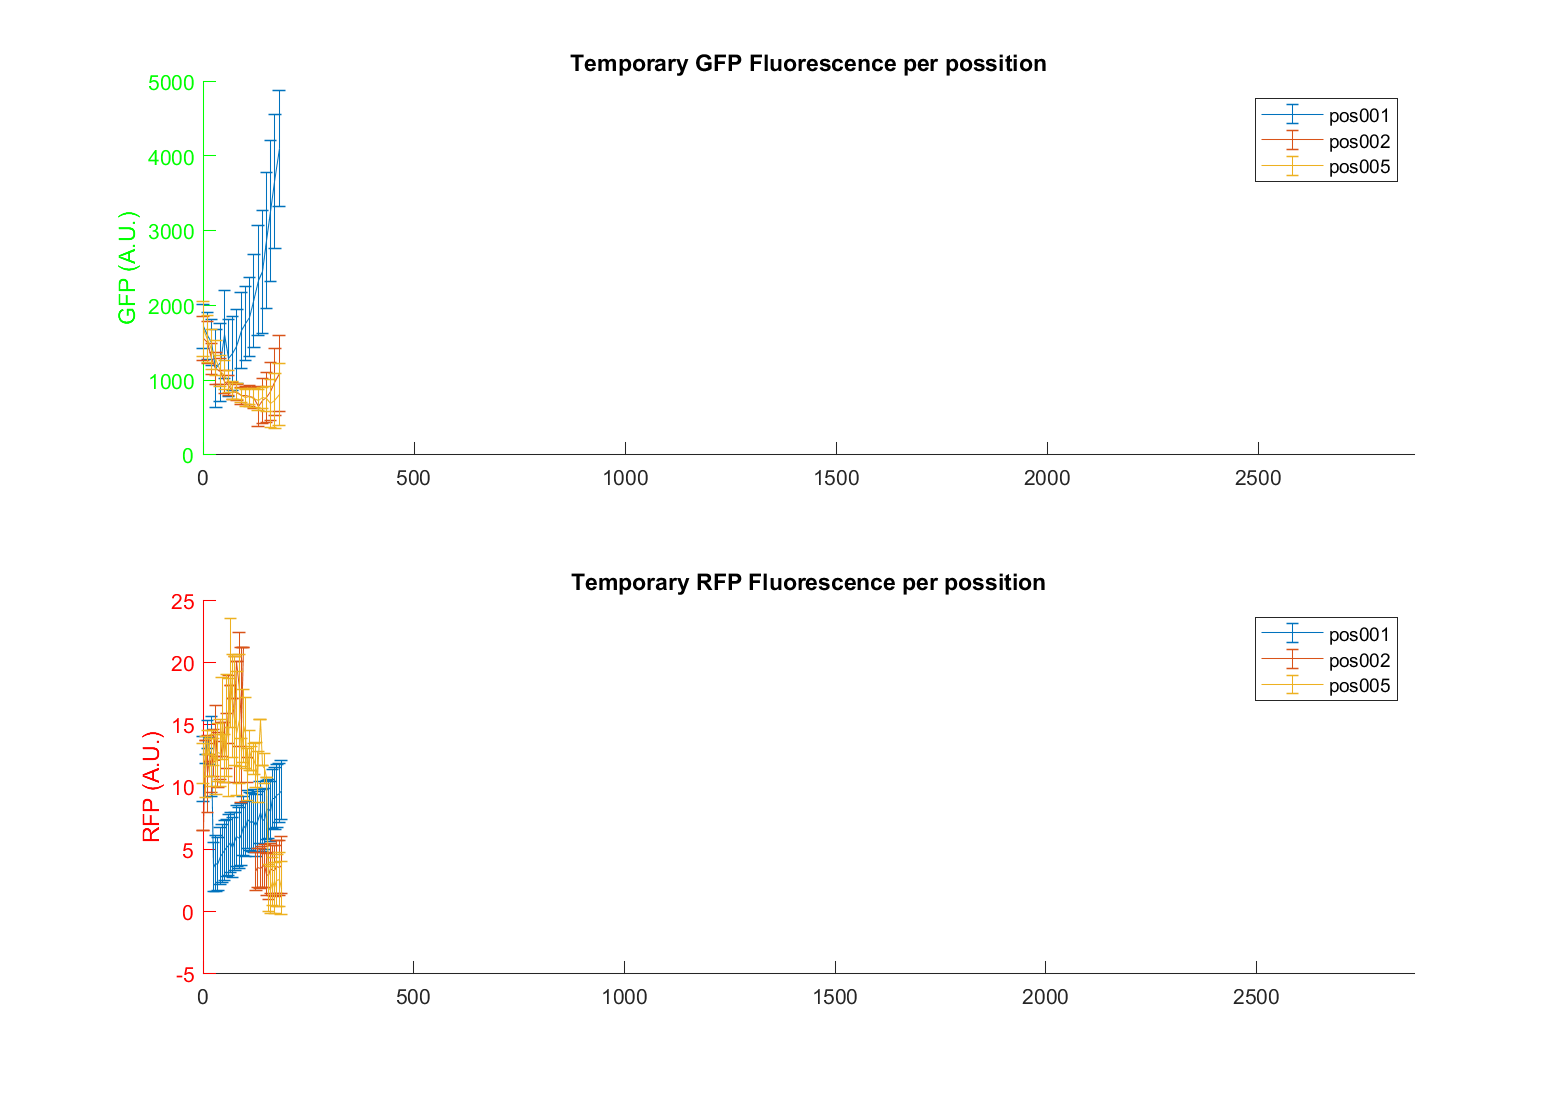 Temporary GFP Fluorescence per possition
5000
4000
3000
2000
1000
0
GFP (A.U.)
pos001
pos002
pos005
0 500 1000 1500 2000 2500
Temporary RFP Fluorescence per possition
25
20
15
10
5
0
-5
RFP (A.U.)
pos001
pos002
pos005
0 500 1000 1500 2000 2500